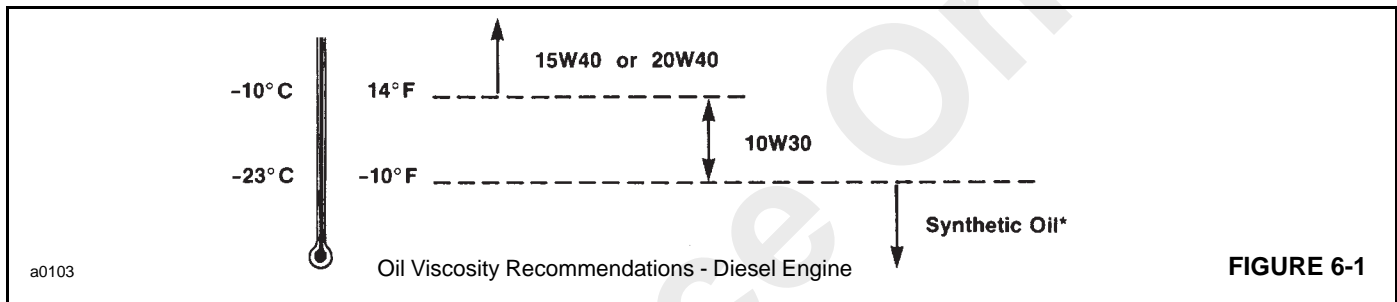 15W40 or 20W40
–10°C 14°F
10W30
–23°C –10°F
Synthetic Oil*
a0103 Oil Viscosity Recommendations - Diesel Engine FIGURE 6-1